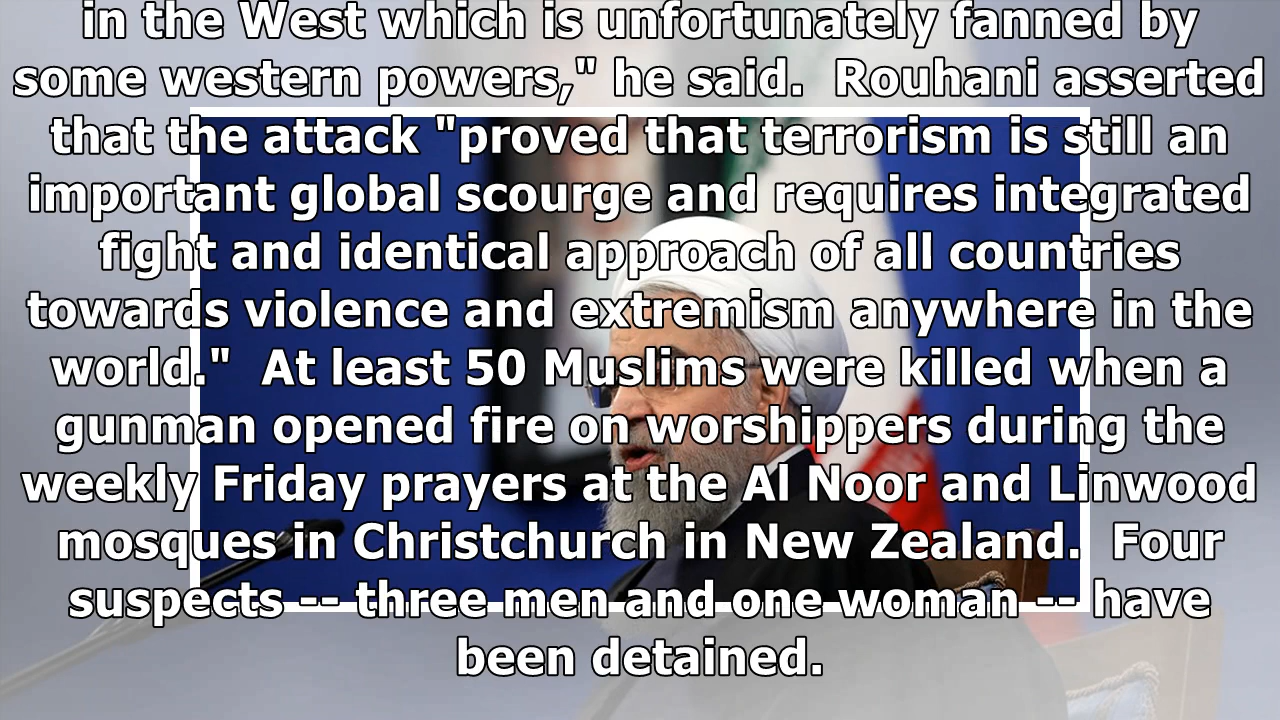 in the West which is unfortunately fanned by
some western powers," he said.  Rouhani asserted
that the attack "proved that terrorism is still an
important global scourge and requires integrated
fight and identical approach of all countries
towards violence and extremism anywhere in the
world."  At least 50 Muslims were killed when a
gunman opened fire on worshippers during the
weekly Friday prayers at the Al Noor and Linwood
mosques in Christchurch in New Zealand.  Four
suspects -- three men and one woman -- have
been detained.